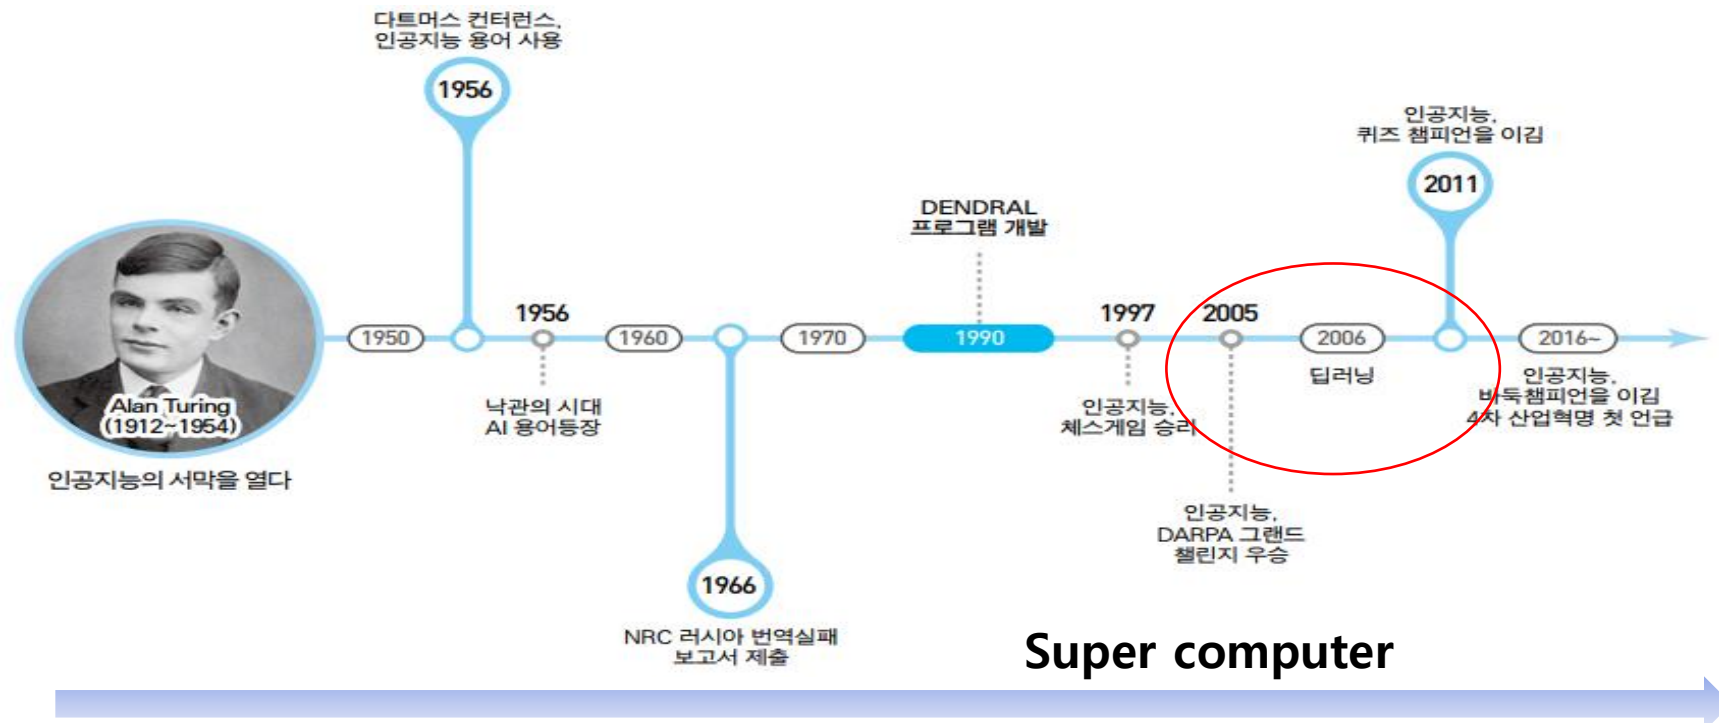 다트머스 컨터런스,
인공지능 용어 사용
1956
인공지능,
퀴즈 챔피언을 이김
2011
DENDRAL
프로그램 개발
Alan Turing
(1912~1954)
인공지능의 서막을 열다
1950
1956
낙관의 시대
AI 용어등장
1960
1966
NRC 러시아 번역실패
보고서 제출
1970
1990
1997
인공지능,
체스게임 승리
2005
인공지능,
DARPA 그랜드
챌린지 우승
2006
딥러닝
2016~
인공지능,
바둑챔피언을 이김
4차 산업혁명 첫 언급
Super computer